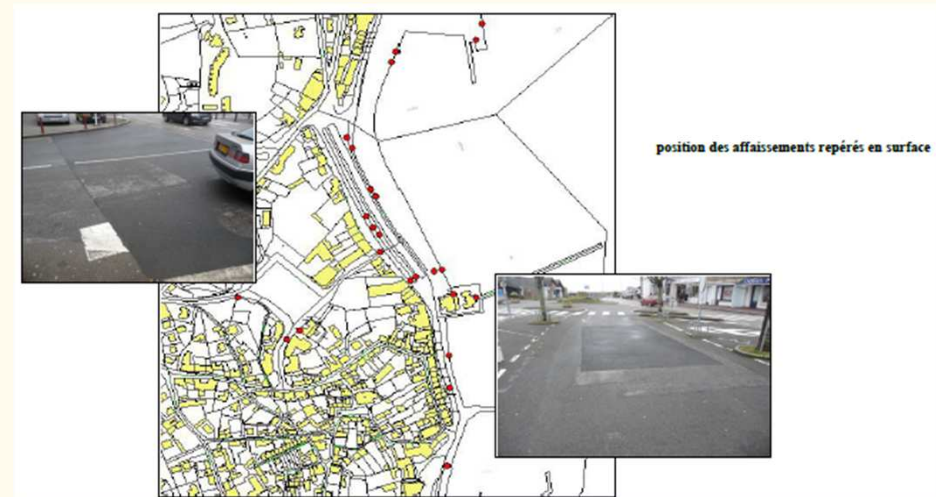 position des affaissements repérés en surface